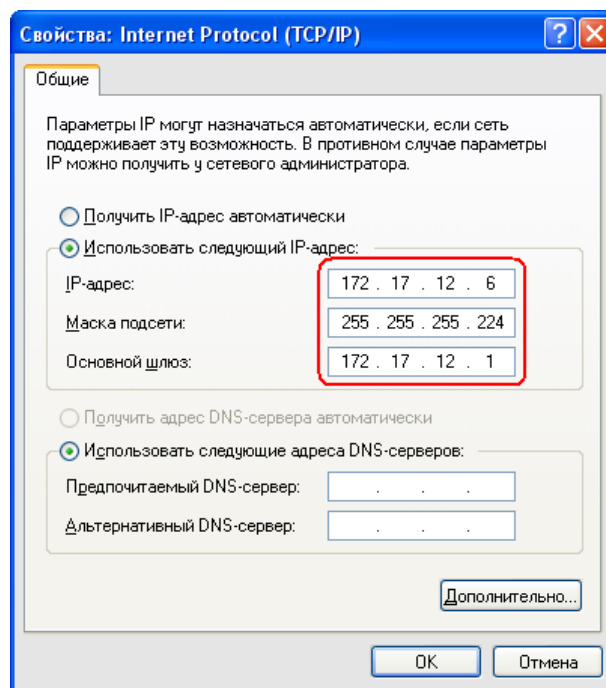 Свойства: Internet Protocol (TCP/IP)
Общие
Параметры IP могут назначаться автоматически, если сеть
поддерживает эту возможность. В противном случае параметры
IP можно получить у сетевого администратора.
Получить IP-адрес автоматически
Использовать следующий IP-адрес:
IP-адрес: 172 . 17 . 12 . 6
Маска подсети: 255 . 255 . 255 . 224
Основной шлюз: 172 . 17 . 12 . 1
Получить адрес DNS-сервера автоматически
Использовать следующие адреса DNS-серверов:
Предпочитаемый DNS-сервер: . . .
Альтернативный DNS-сервер: . . .
Дополнительно...
OK Отмена